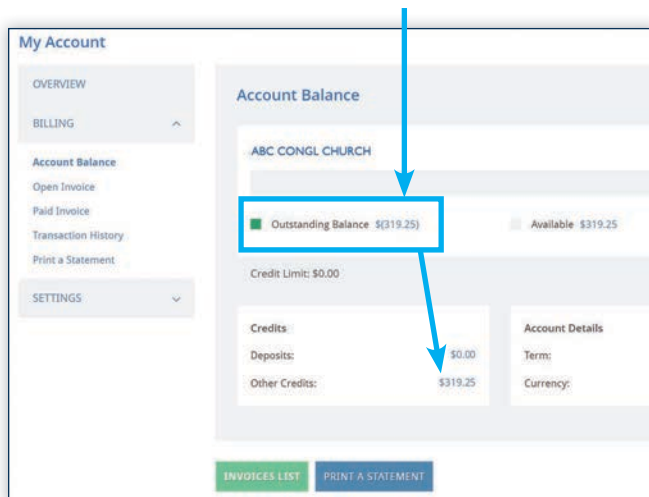 My Account
OVERVIEW
BILLING
Account Balance
Open Invoice
Paid Invoice
Transaction History
Print a Statement
SETTINGS
Account Balance
ABC CONGL CHURCH
Outstanding Balance $(319.25)
Available $319.25
Credit Limit: $0.00
Credits
Deposits: $0.00
Other Credits: $319.25
Account Details
Term:
Currency:
INVOICES LIST
PRINT A STATEMENT